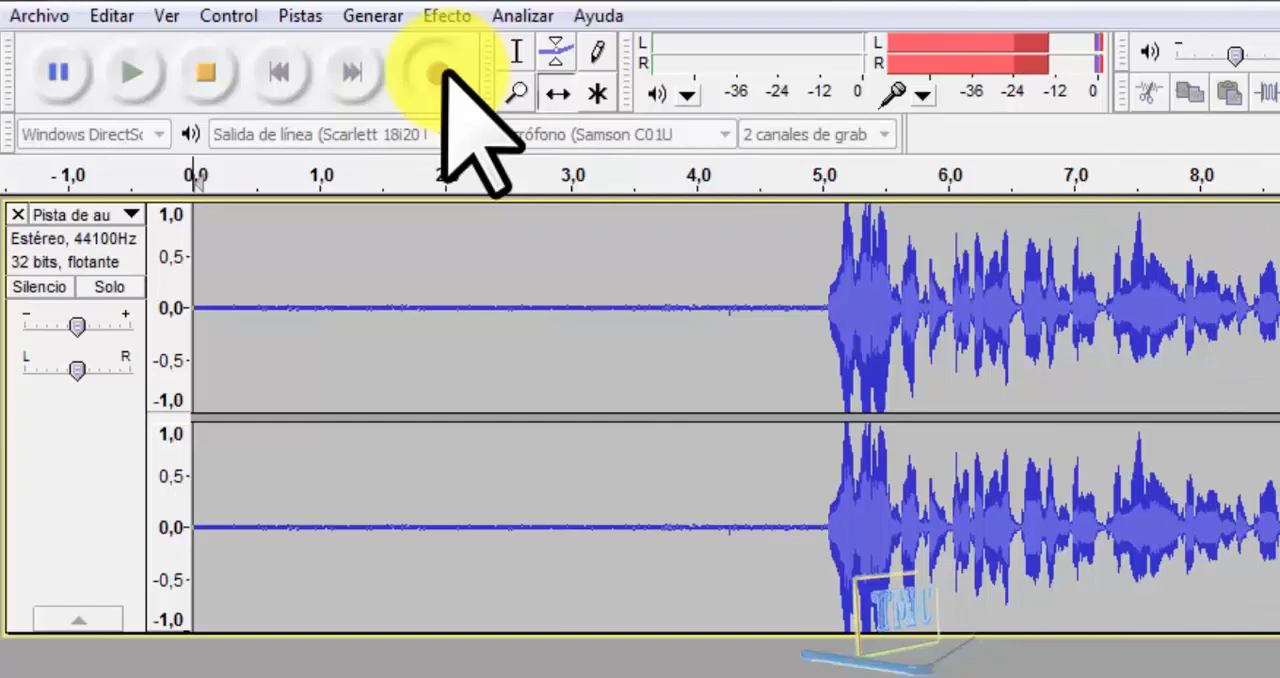 Archivo Editar Ver Control Pistas Generar Efecto Analizar Ayuda
L
R
L
R
-36 -24 -12 0
-36 -24 -12 0
Windows DirectSc
Salida de línea (Scarlett 18i20
rófono (Samson C01U
2 canales de grab
-1,0 0,0 1,0 3,0 4,0 5,0 6,0 7,0 8,0
Pista de au
Estéreo, 44100Hz
32 bits, flotante
Silencio Solo
- +
L R
1,0
0,5-
0,0-
-0,5-
-1,0
1,0
0,5-
0,0-
-0,5-
-1,0
TMC